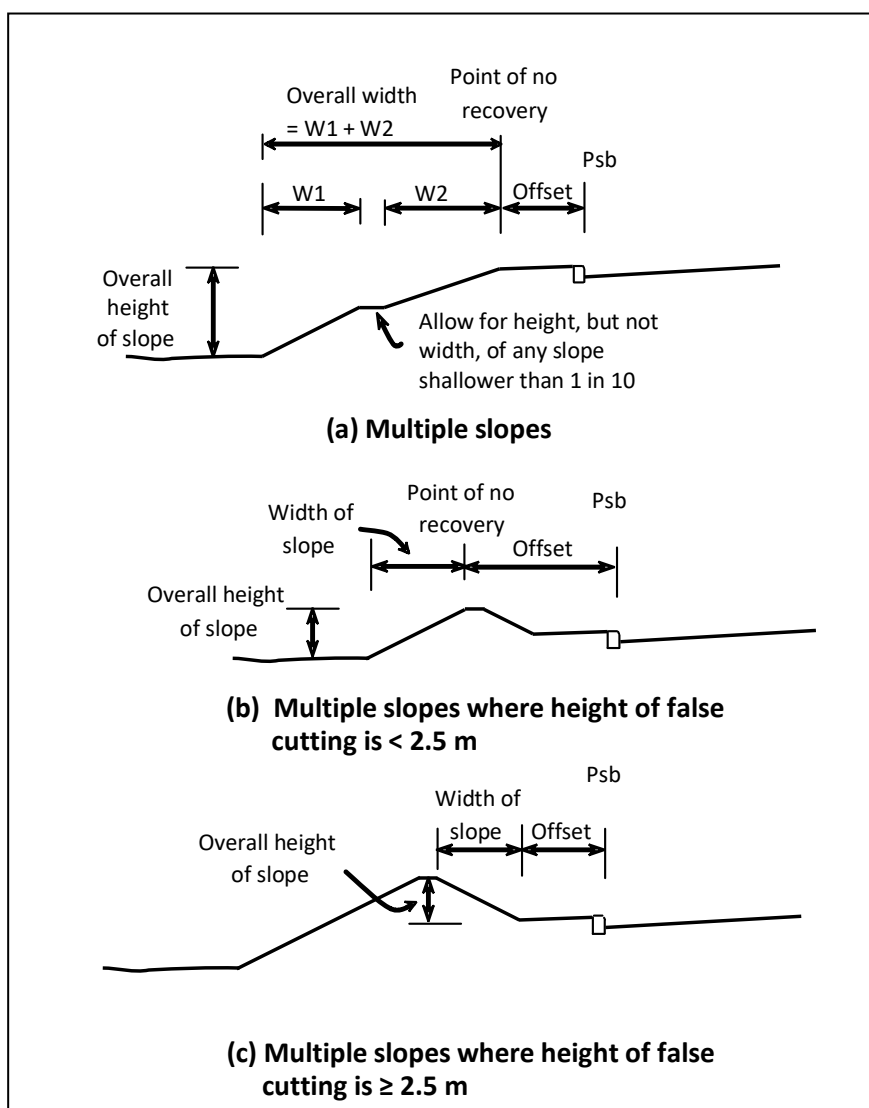 Point of no
recovery
Overall width
= W1 + W2
Psb
W1
W2
Offset
Overall
height
of slope
Allow for height, but not
width, of any slope
shallower than 1 in 10
(a) Multiple slopes
Point of no
recovery
Psb
Width of
slope
Offset
Overall height
of slope
(b) Multiple slopes where height of false
cutting is < 2.5 m
Psb
Width of
slope
Offset
Overall height
of slope
(c) Multiple slopes where height of false
cutting is ≥ 2.5 m